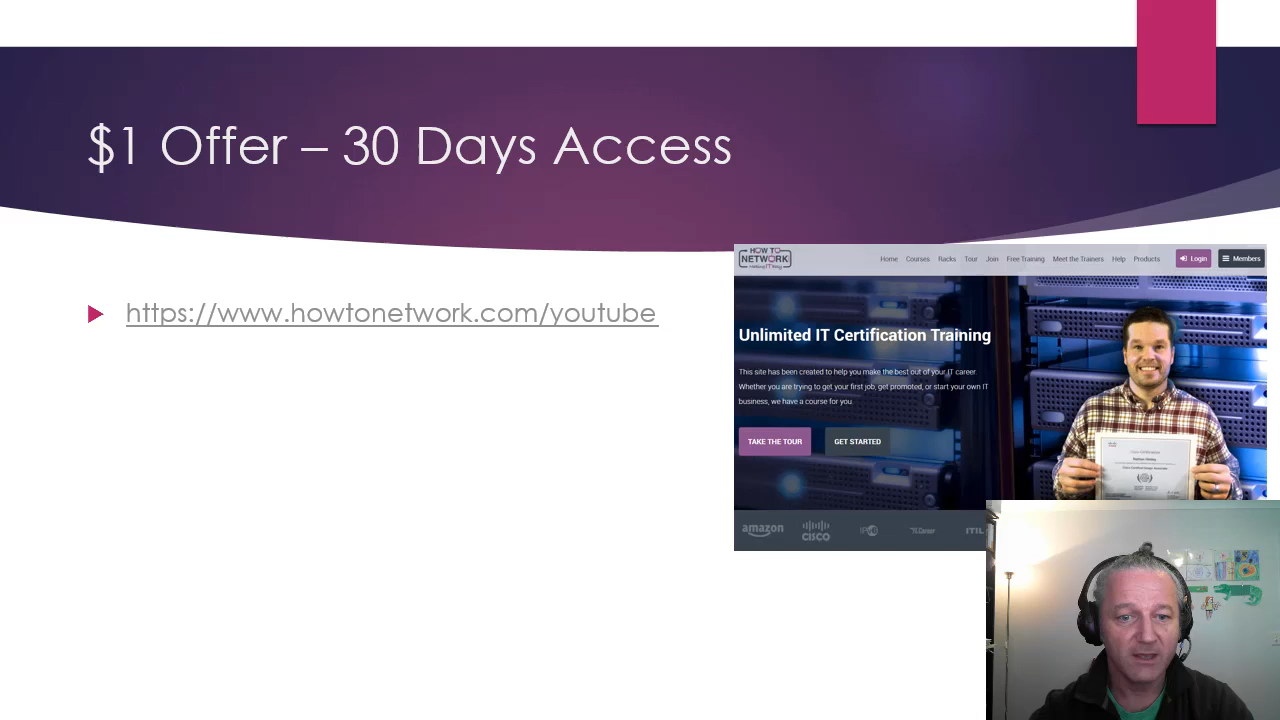 $1 Offer – 30 Days Access
https://www.howtonetwork.com/youtube
HOW TO
NETWORK
Home Courses Racks Tour Join Free Training Meet the Trainers Help Products Login Members
Unlimited IT Certification Training
This site has been created to help you make the best out of your IT career.
Whether you are trying to get your first job, get promoted, or start your own IT
business, we have a course for you
TAKE THE TOUR GET STARTED
amazon CISCO IPv6 ITIL